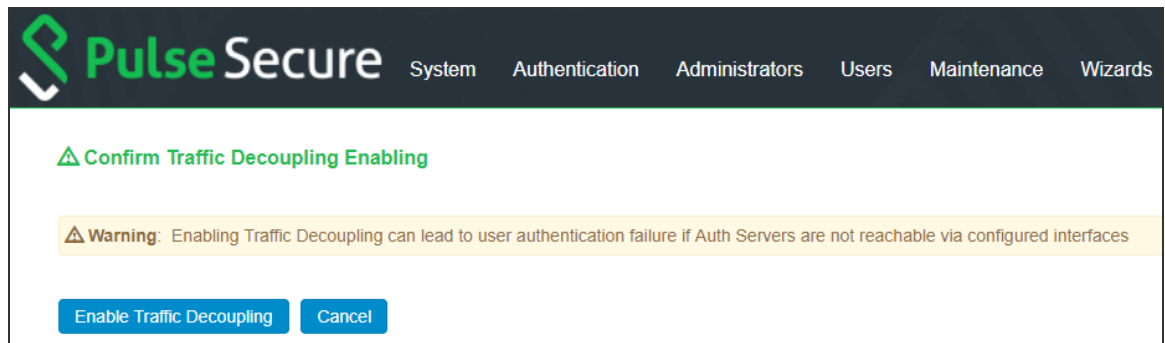 Pulse Secure System Authentication Administrators Users Maintenance Wizards
Confirm Traffic Decoupling Enabling
Warning: Enabling Traffic Decoupling can lead to user authentication failure if Auth Servers are not reachable via configured interfaces
Enable Traffic Decoupling Cancel